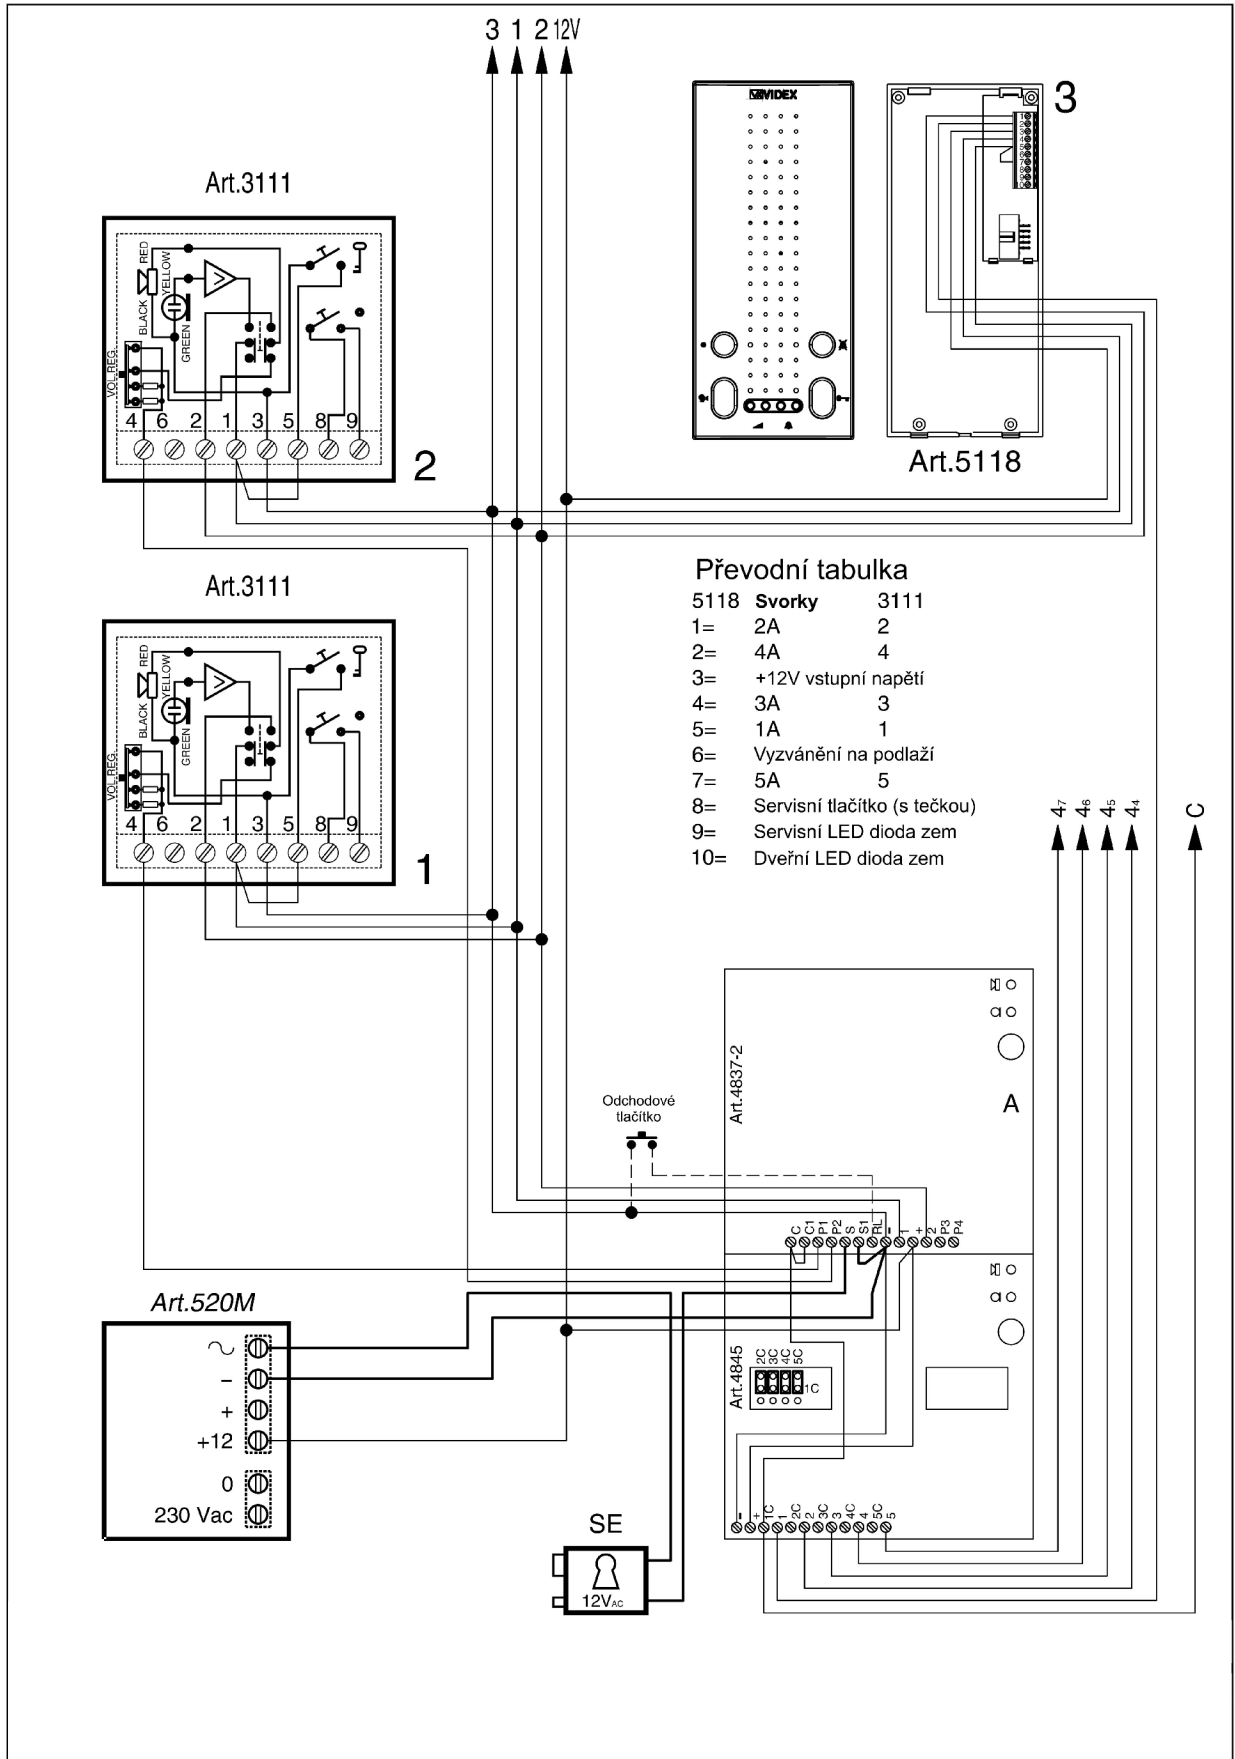 3 1 2 12V
VIDEX
3
Art.3111
RED
BLACK
YELLOW
GREEN
VOL.REG.
4 6 2 1 3 5 8 9
2
Art.5118
Art.3111
RED
BLACK
YELLOW
GREEN
VOL.REG.
4 6 2 1 3 5 8 9
1
Převodní tabulka
5118 Svorky 3111
1= 2A 2
2= 4A 4
3= +12V vstupní napětí
4= 3A 3
5= 1A 1
6= Vyzvánění na podlaží
7= 5A 5
8= Servisní tlačítko (s tečkou)
9= Servisní LED dioda zem
10= Dveřní LED dioda zem
47 46 45 44 C
Art.4837-2
A
Odchodové
tlačítko
C C1 P1 P2 S S1 RL - 1 + 2 P3 P4
Art.520M
–
+
+12
0
230 Vac
Art.4845
2C 3C 4C 5C
1C
- + 1C 1 2C 2 3C 3 4C 4 5C 5
SE
12VAC